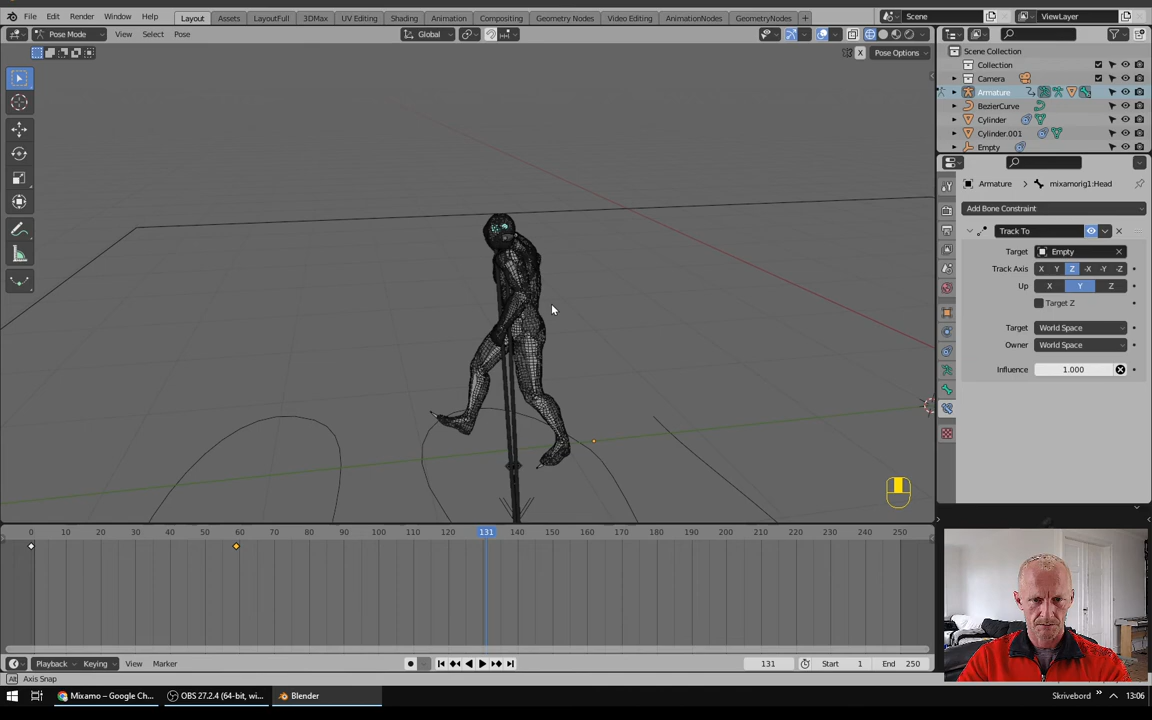 File Edit Render Window Help Layout Assets LayoutFull 3DMax UV Editing Shading Animation Compositing Geometry Nodes Video Editing AnimationNodes GeometryNodes + Scene ViewLayer
Pose Mode View Select Pose Global
X Pose Options
Scene Collection
Collection
Camera
Armature
BezierCurve
Cylinder
Cylinder.001
Empty
Armature mixamorig1:Head
Add Bone Constraint
Track To
Target Empty
Track Axis X Y Z -X -Y -Z
Up X Y Z
Target Z
Target World Space
Owner World Space
Influence 1.000
0 10 20 30 40 50 60 70 80 90 100 110 120 131 140 150 160 170 180 190 200 210 220 230 240 250
Playback Keying View Marker 131 Start 1 End 250
Alt Axis Snap
Mixamo – Google Ch... OBS 27.2.4 (64-bit, wi... Blender Skrivebord 13:06